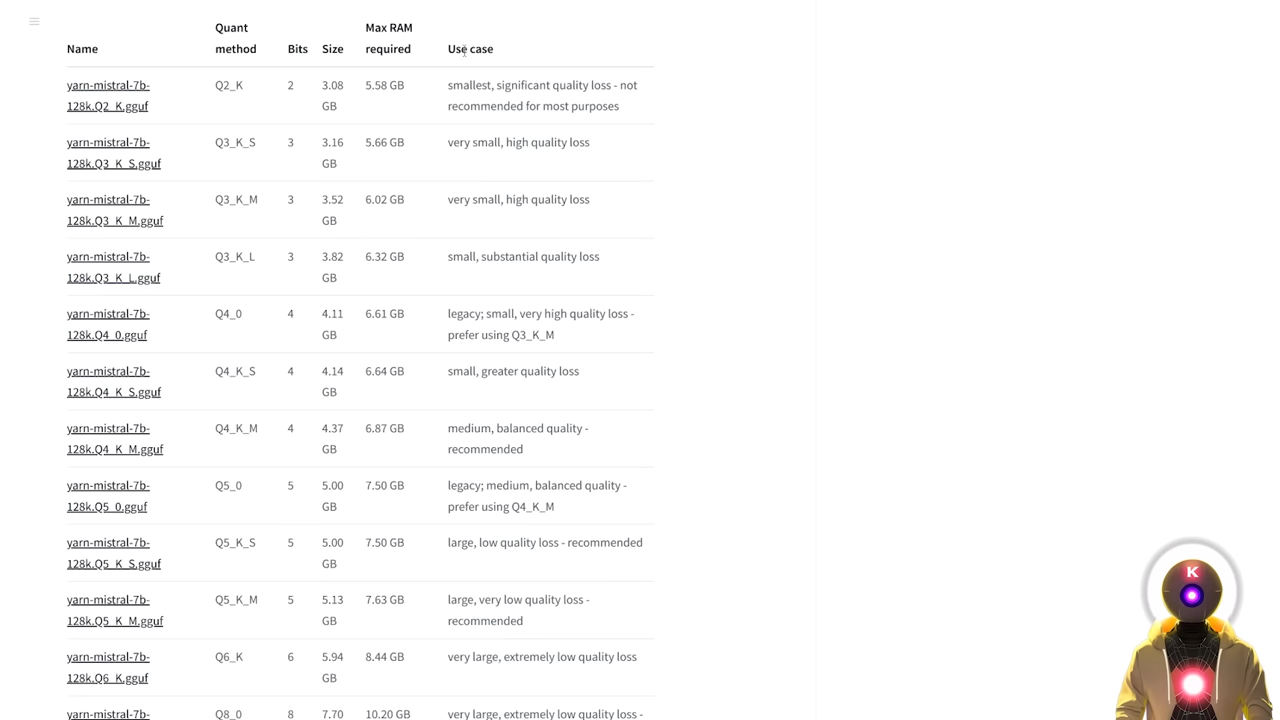 Name Quant method Bits Size Max RAM required Use case
yarn-mistral-7b- Q2_K 2 3.08 5.58 GB smallest, significant quality loss - not
128k.Q2_K.gguf GB recommended for most purposes
yarn-mistral-7b- Q3_K_S 3 3.16 5.66 GB very small, high quality loss
128k.Q3_K_S.gguf GB
yarn-mistral-7b- Q3_K_M 3 3.52 6.02 GB very small, high quality loss
128k.Q3_K_M.gguf GB
yarn-mistral-7b- Q3_K_L 3 3.82 6.32 GB small, substantial quality loss
128k.Q3_K_L.gguf GB
yarn-mistral-7b- Q4_0 4 4.11 6.61 GB legacy; small, very high quality loss -
128k.Q4_0.gguf GB prefer using Q3_K_M
yarn-mistral-7b- Q4_K_S 4 4.14 6.64 GB small, greater quality loss
128k.Q4_K_S.gguf GB
yarn-mistral-7b- Q4_K_M 4 4.37 6.87 GB medium, balanced quality -
128k.Q4_K_M.gguf GB recommended
yarn-mistral-7b- Q5_0 5 5.00 7.50 GB legacy; medium, balanced quality -
128k.Q5_0.gguf GB prefer using Q4_K_M
yarn-mistral-7b- Q5_K_S 5 5.00 7.50 GB large, low quality loss - recommended
128k.Q5_K_S.gguf GB
yarn-mistral-7b- Q5_K_M 5 5.13 7.63 GB large, very low quality loss -
128k.Q5_K_M.gguf GB recommended
yarn-mistral-7b- Q6_K 6 5.94 8.44 GB very large, extremely low quality loss
128k.Q6_K.gguf GB
yarn-mistral-7b- Q8_0 8 7.70 10.20 GB very large, extremely low quality loss -
K